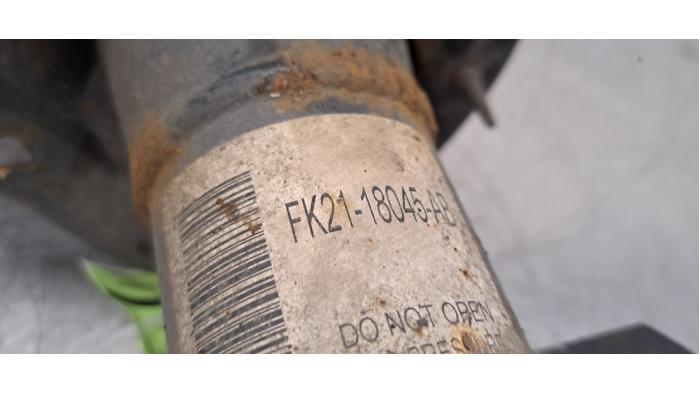 FK21-18045-AB
DO NOT OPEN